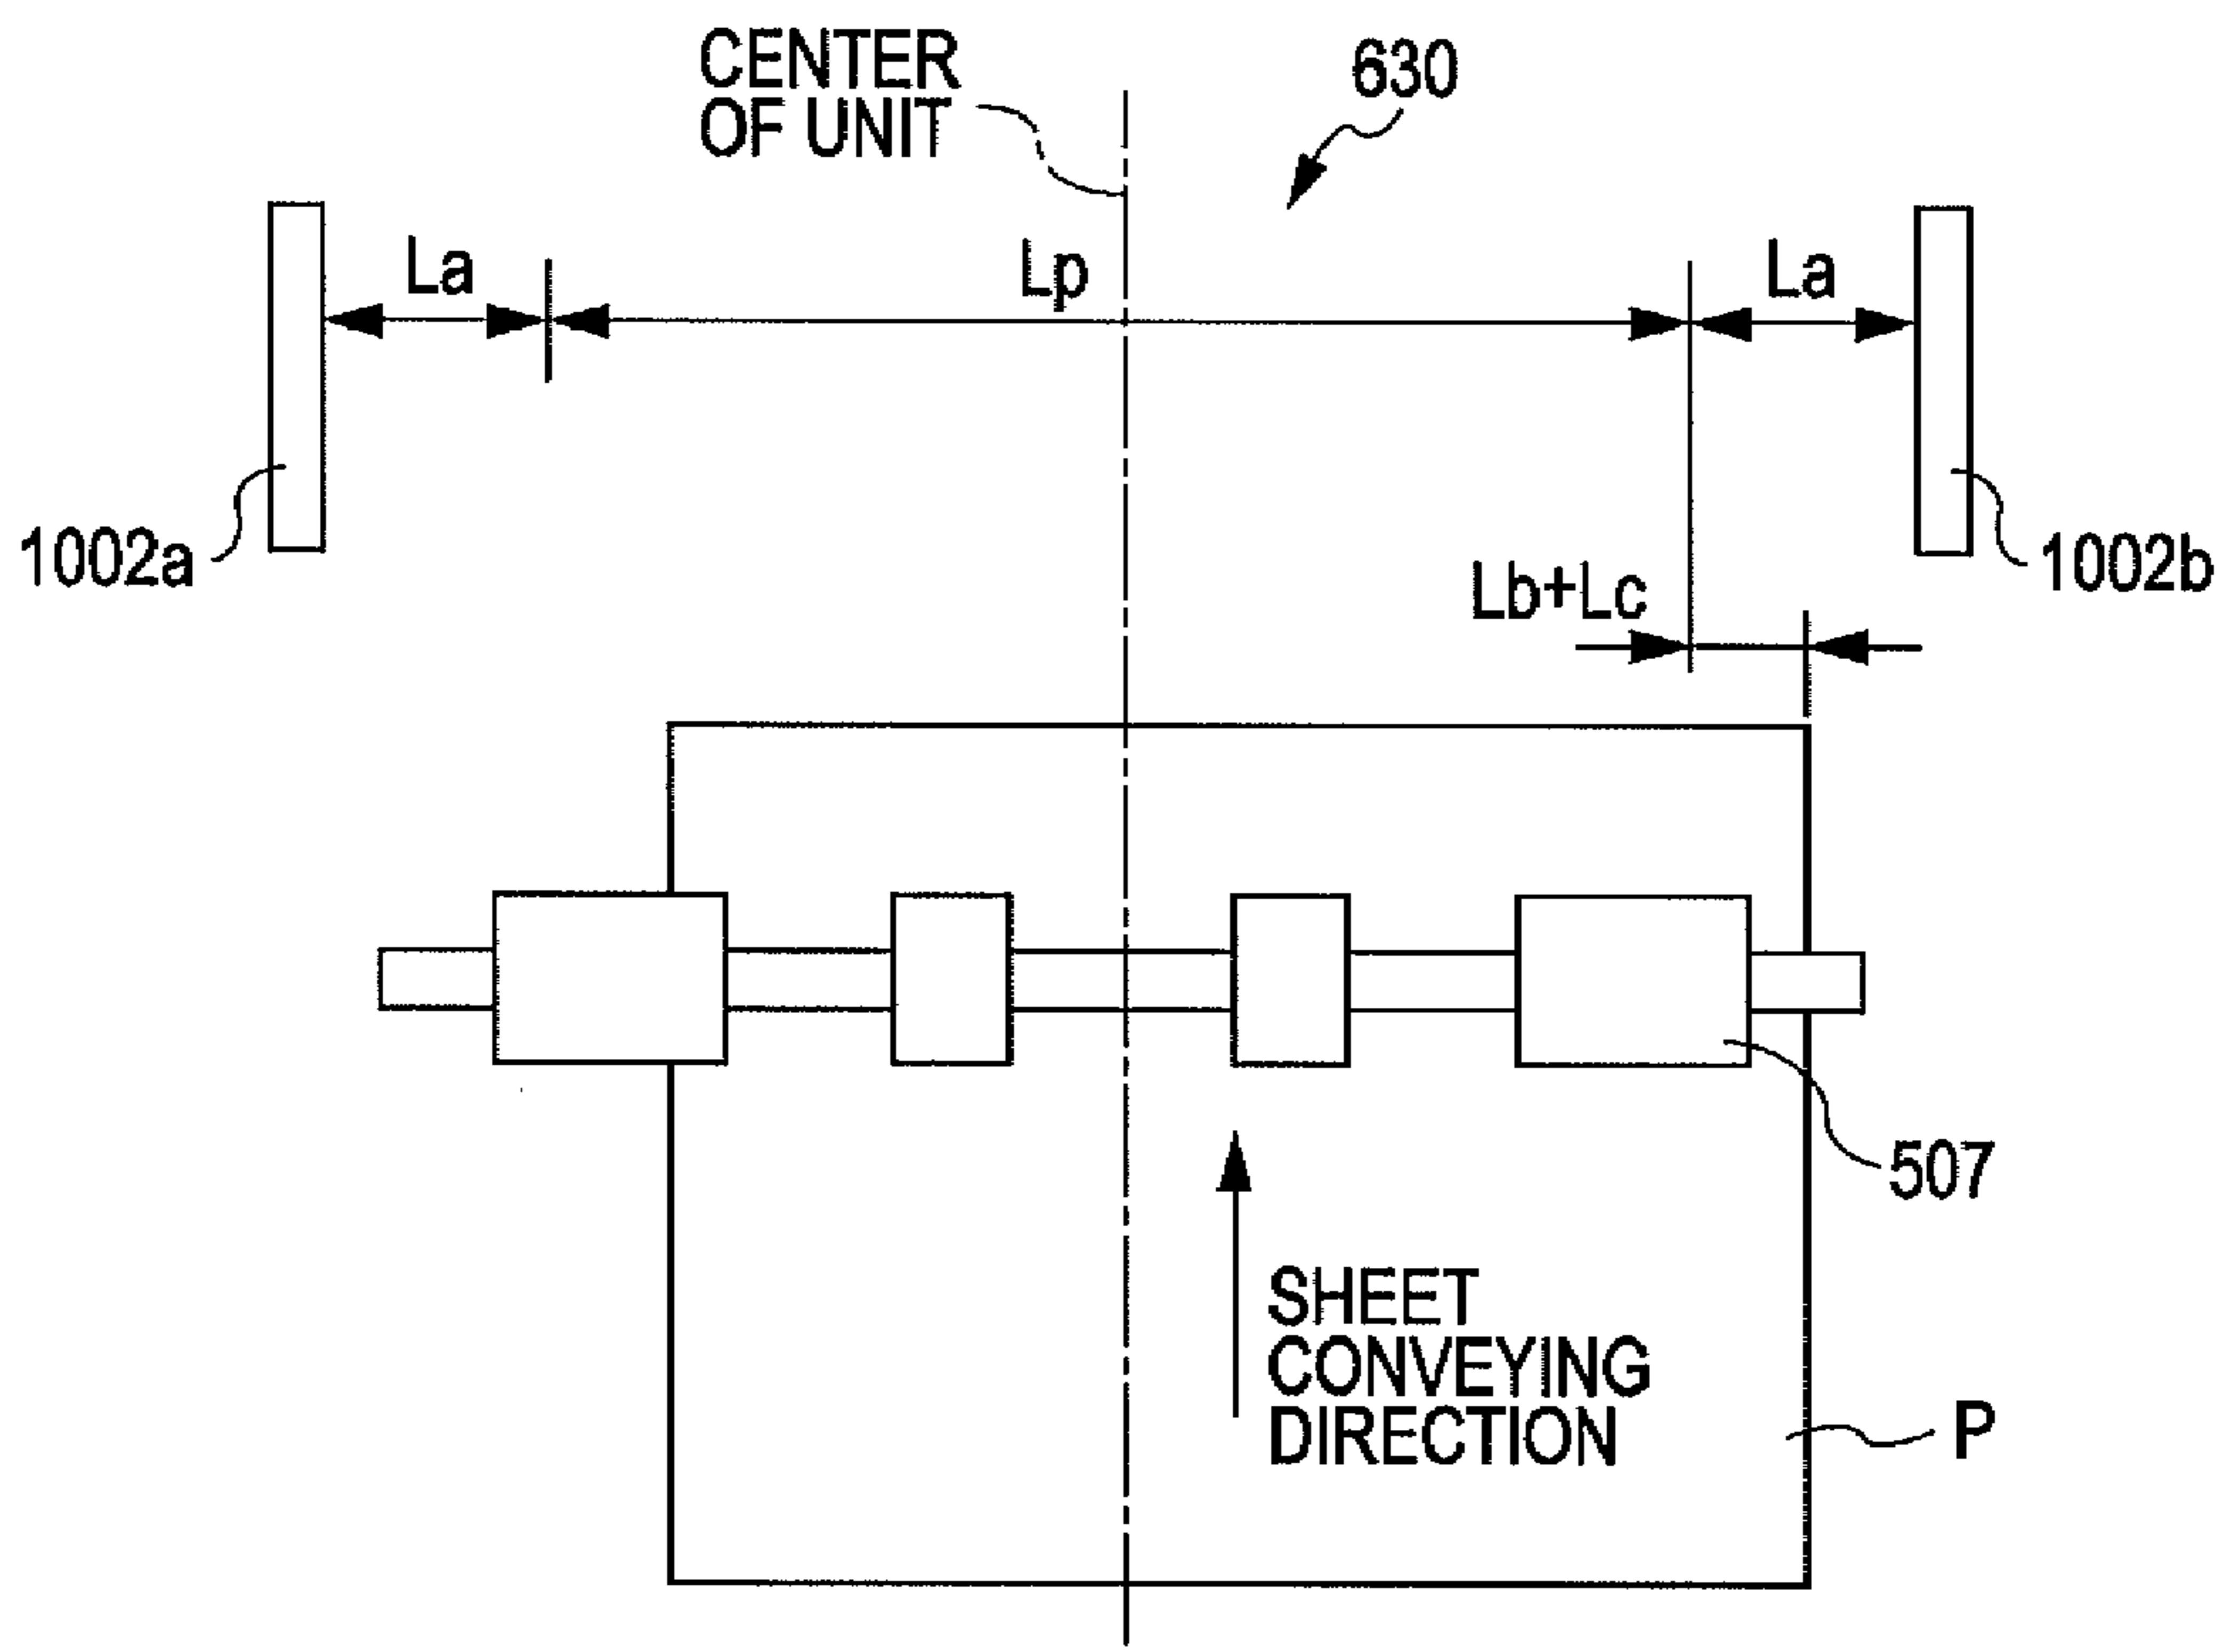 CENTER
OF UNIT
630
La
Lp
La
1002a
1002b
Lb+Lc
507
SHEET
CONVEYING
DIRECTION
P